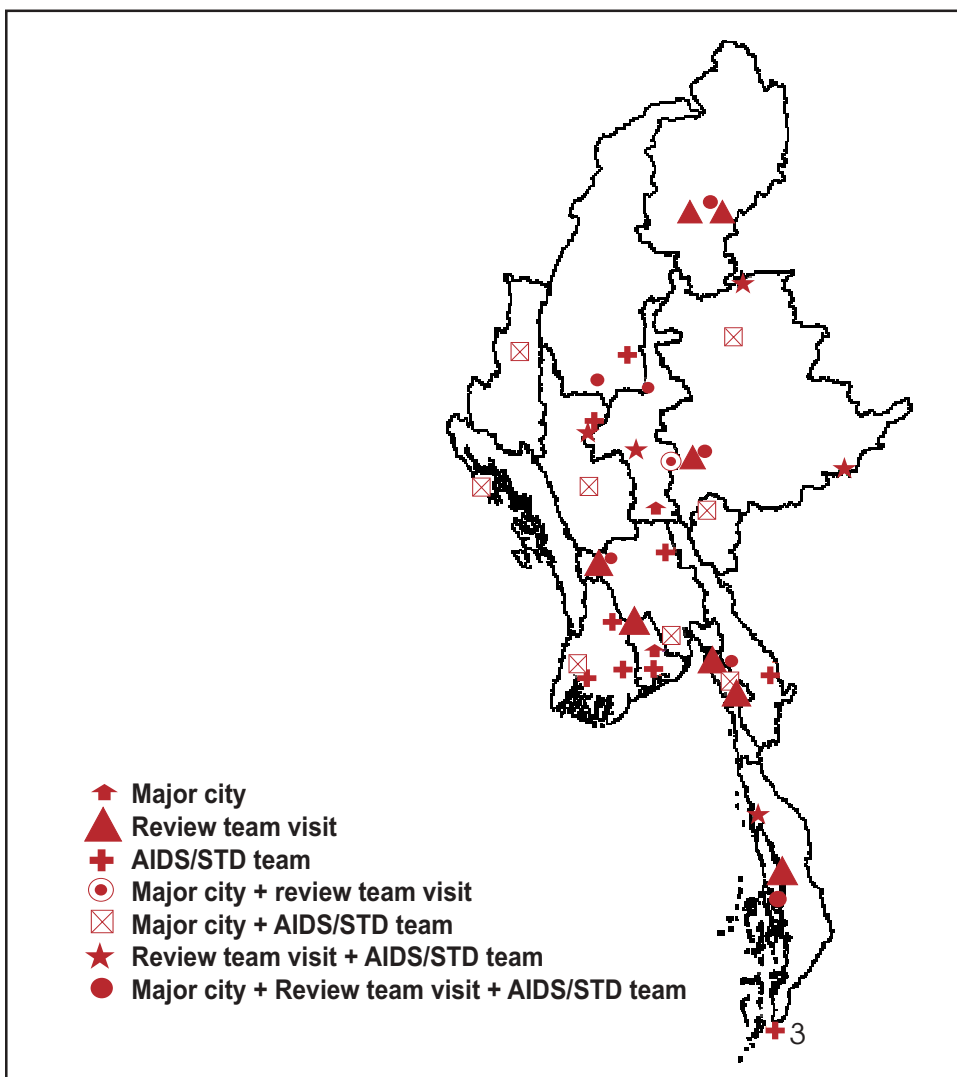 Major city
Review team visit
AIDS/STD team
Major city + review team visit
Major city + AIDS/STD team
Review team visit + AIDS/STD team
Major city + Review team visit + AIDS/STD team
3